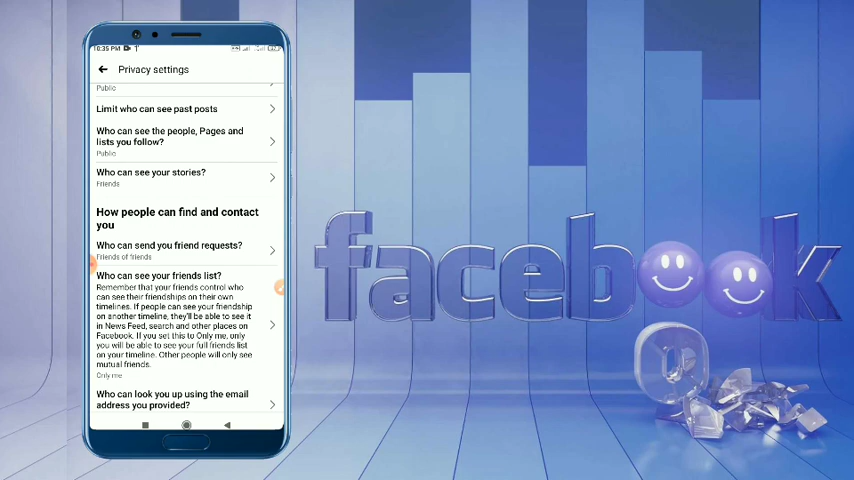 10:35 PM
Privacy settings
Public
Limit who can see past posts
Who can see the people, Pages and
lists you follow?
Public
Who can see your stories?
Friends
How people can find and contact
you
Who can send you friend requests?
Friends of friends
Who can see your friends list?
Remember that your friends control who
can see their friendships on their own
timelines. If people can see your friendship
on another timeline, they'll be able to see it
in News Feed, search and other places on
Facebook. If you set this to Only me, only
you will be able to see your full friends list
on your timeline. Other people will only see
mutual friends.
Only me
Who can look you up using the email
address you provided?
facebook